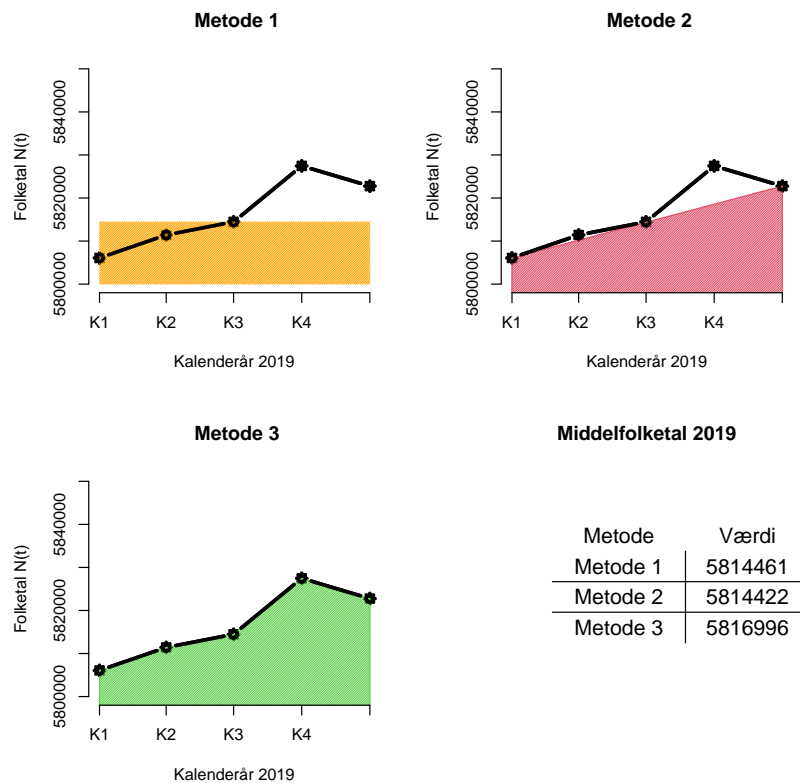 Metode 1
5840000
5820000
5800000
Folketal N(t)
K1 K2 K3 K4
Kalenderår 2019
Metode 2
5840000
5820000
5800000
Folketal N(t)
K1 K2 K3 K4
Kalenderår 2019
Metode 3
5840000
5820000
5800000
Folketal N(t)
K1 K2 K3 K4
Kalenderår 2019
Middelfolketal 2019
Metode Værdi
Metode 1 5814461
Metode 2 5814422
Metode 3 5816996